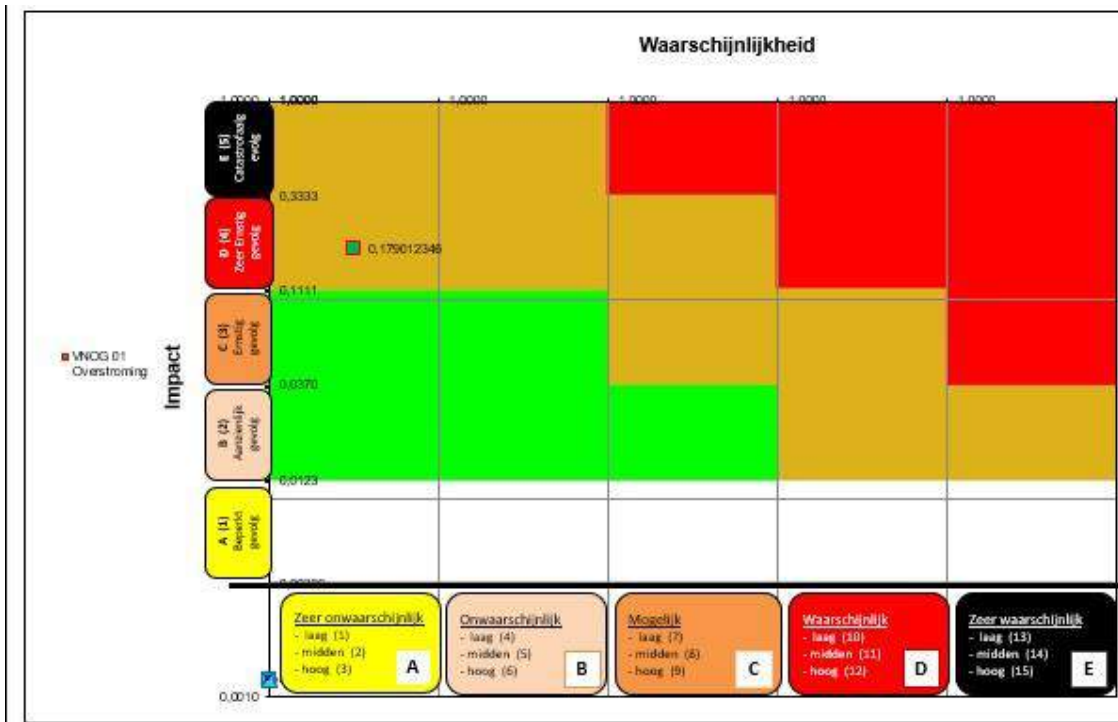 Waarschijnlijkheid
1,0000
1,0000
1,0000
1,0000
1,0000
E (5)
Catastrofaalg
evolg
0,3333
D (4)
Zeer Ernstig
gevolg
0,179012346
0,1111
C (3)
Ernstig
gevolg
VNOG 01
Overstroming
Impact
0,0370
B (2)
Aanzienlijk
gevolg
0,0123
A (1)
Beperkt
gevolg
Zeer onwaarschijnlijk
- laag (1)
- midden (2)
- hoog (3)
A
Onwaarschijnlijk
- laag (4)
- midden (5)
- hoog (6)
B
Mogelijk
- laag (7)
- midden (8)
- hoog (9)
C
Waarschijnlijk
- laag (10)
- midden (11)
- hoog (12)
D
Zeer waarschijnlijk
- laag (13)
- midden (14)
- hoog (15)
E
0,0010